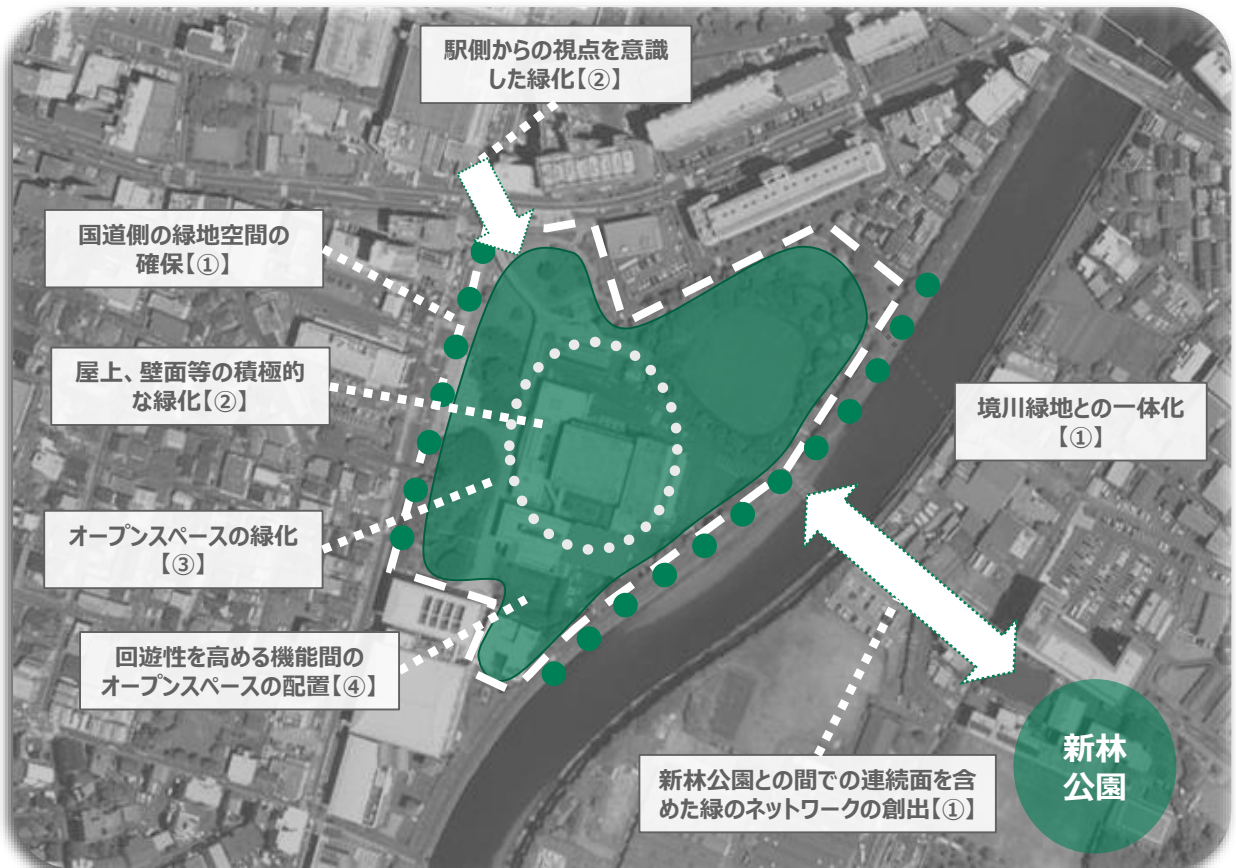 駅側からの視点を意識
した緑化【②】
国道側の緑地空間の
確保【①】
屋上、壁面等の積極的
な緑化【②】
境川緑地との一体化
【①】
オープンスペースの緑化
【③】
回遊性を高める機能間の
オープンスペースの配置【④】
新林公園との間での連続面を含
めた緑のネットワークの創出【①】
新林
公園